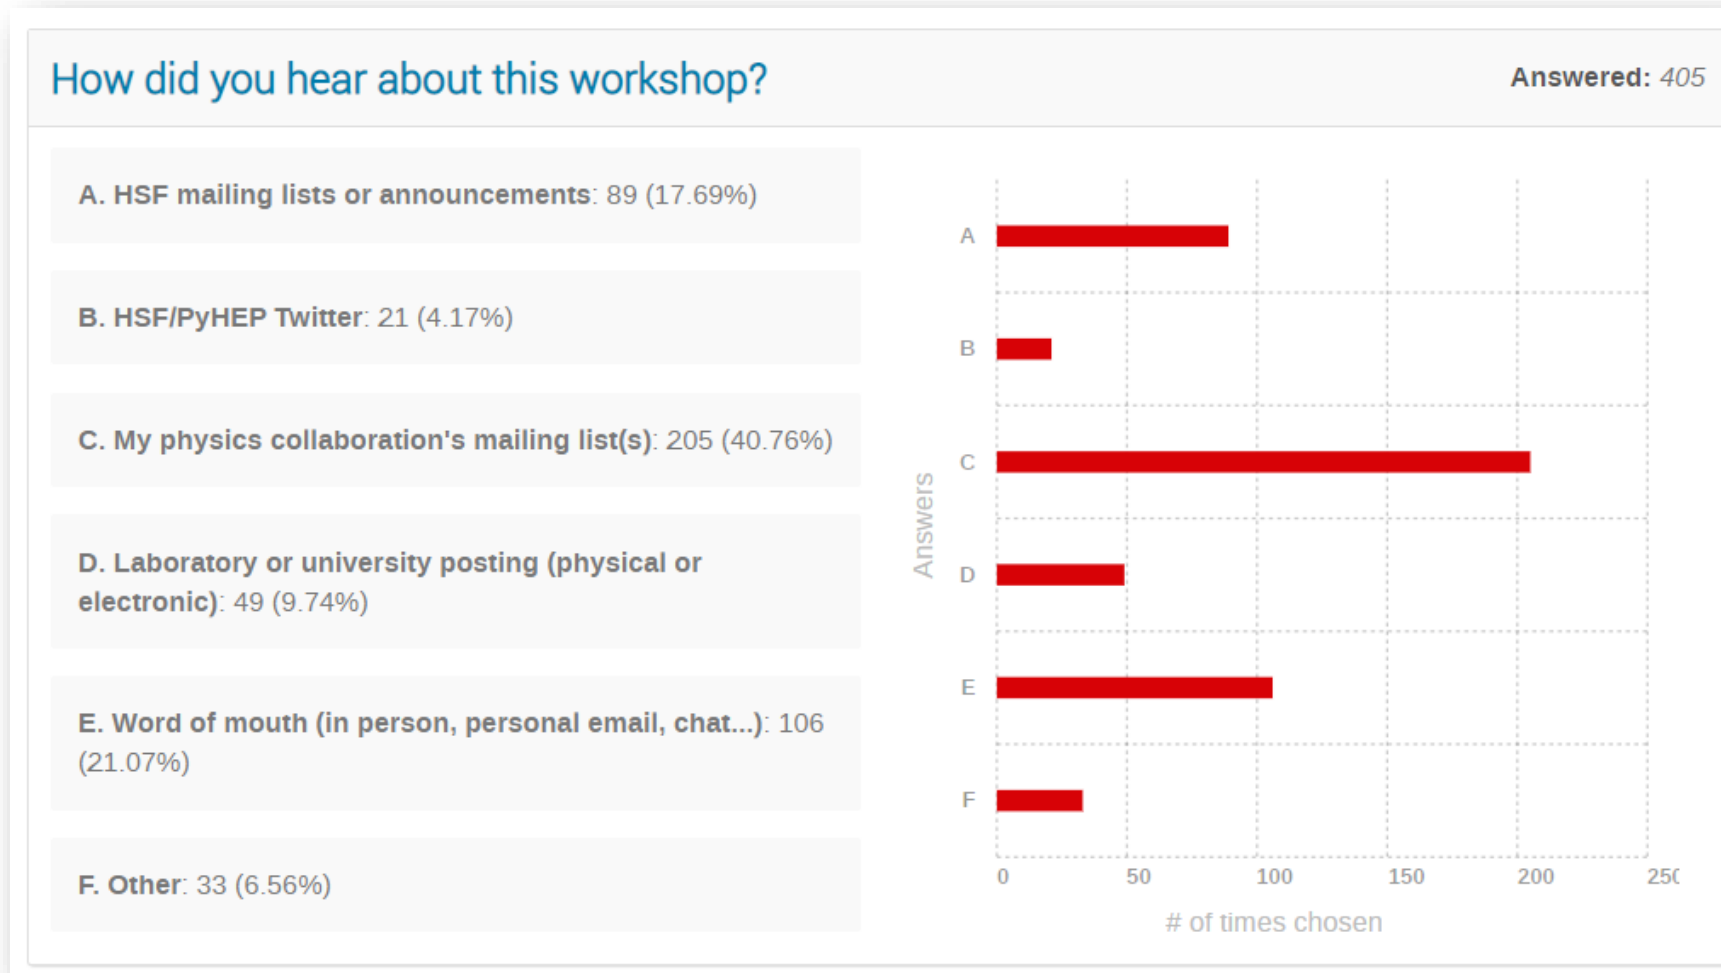 How did you hear about this workshop?
Answered: 405
A. HSF mailing lists or announcements: 89 (17.69%)
B. HSF/PyHEP Twitter: 21 (4.17%)
C. My physics collaboration's mailing list(s): 205 (40.76%)
D. Laboratory or university posting (physical or
electronic): 49 (9.74%)
E. Word of mouth (in person, personal email, chat...): 106
(21.07%)
F. Other: 33 (6.56%)
Answers
A
B
C
D
E
F
0 50 100 150 200 250
# of times chosen